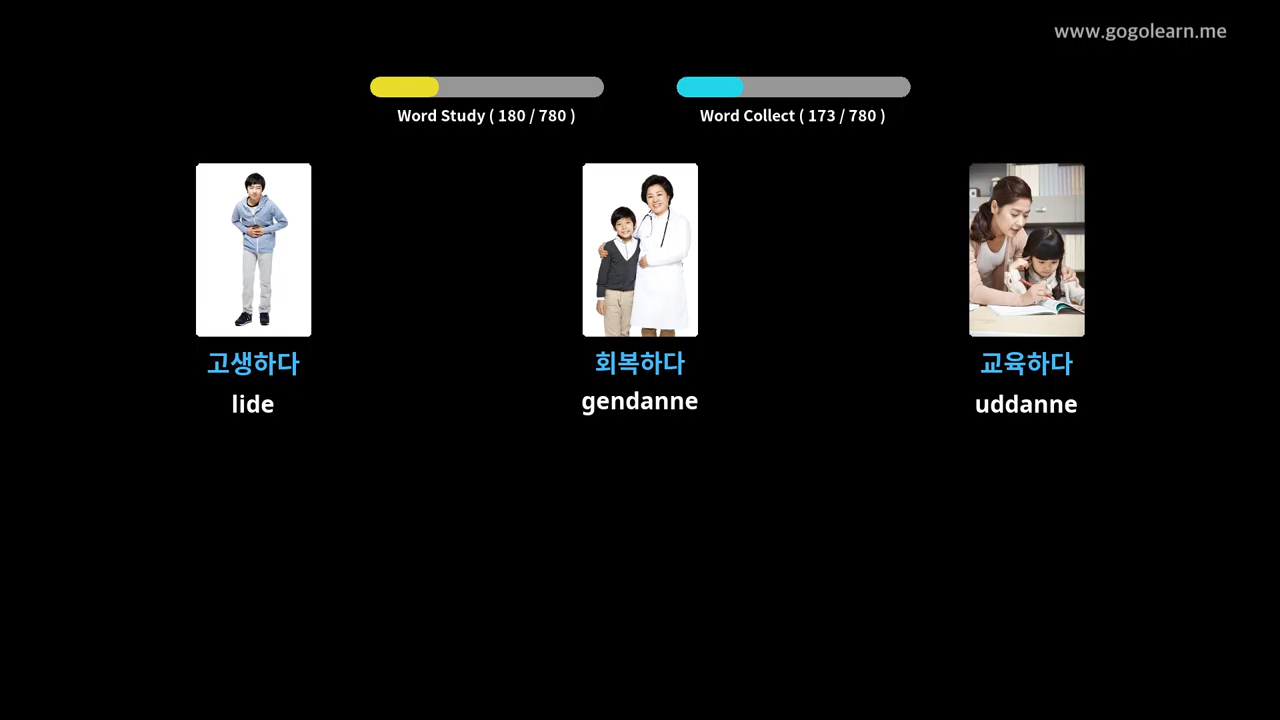 www.gogolearn.me
Word Study ( 180 / 780 )
Word Collect ( 173 / 780 )
고생하다
회복하다
교육하다
lide
gendanne
uddanne